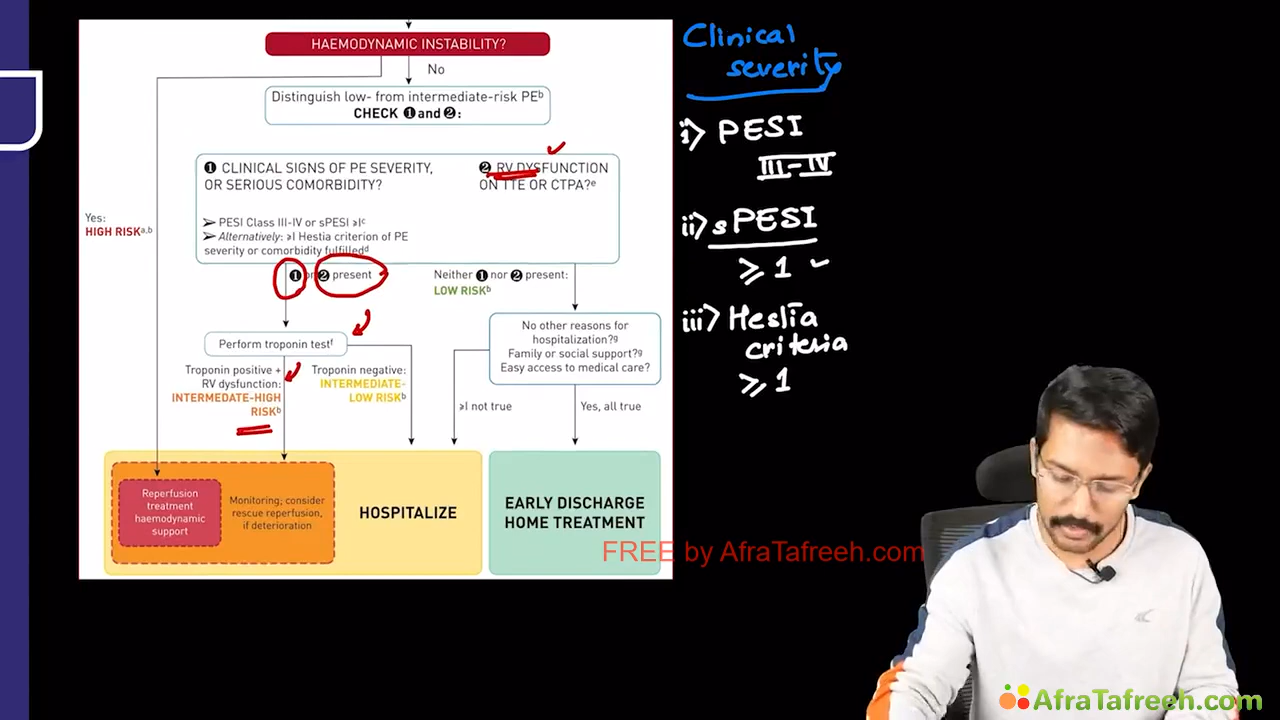 HAEMODYNAMIC INSTABILITY?
No
Distinguish low- from intermediate-risk PEᵇ
CHECK ❶ and ❷:
❶ CLINICAL SIGNS OF PE SEVERITY,
OR SERIOUS COMORBIDITY?
➢ PESI Class III-IV or sPESI ≥Iᶜ
➢ Alternatively: ≥I Hestia criterion of PE
severity or comorbidity fulfilledᵈ
❷ RV DYSFUNCTION
ON TTE OR CTPA?ᵉ
Yes:
HIGH RISKᵃ·ᵇ
❶ or ❷ present
Neither ❶ nor ❷ present:
LOW RISKᵇ
Perform troponin testᶠ
No other reasons for
hospitalization?ᵍ
Family or social support?ᵍ
Easy access to medical care?
Troponin positive +
RV dysfunction:
INTERMEDATE-HIGH
RISKᵇ
Troponin negative:
INTERMEDIATE-
LOW RISKᵇ
≥I not true
Yes, all true
Reperfusion
treatment
haemodynamic
support
Monitoring; consider
rescue reperfusion,
if deterioration
HOSPITALIZE
EARLY DISCHARGE
HOME TREATMENT
Clinical
severity
i) PESI
III-IV
ii) sPESI
≥ 1
iii) Hestia
criteria
≥ 1
FREE by AfraTafreeh.com
AfraTafreeh.com